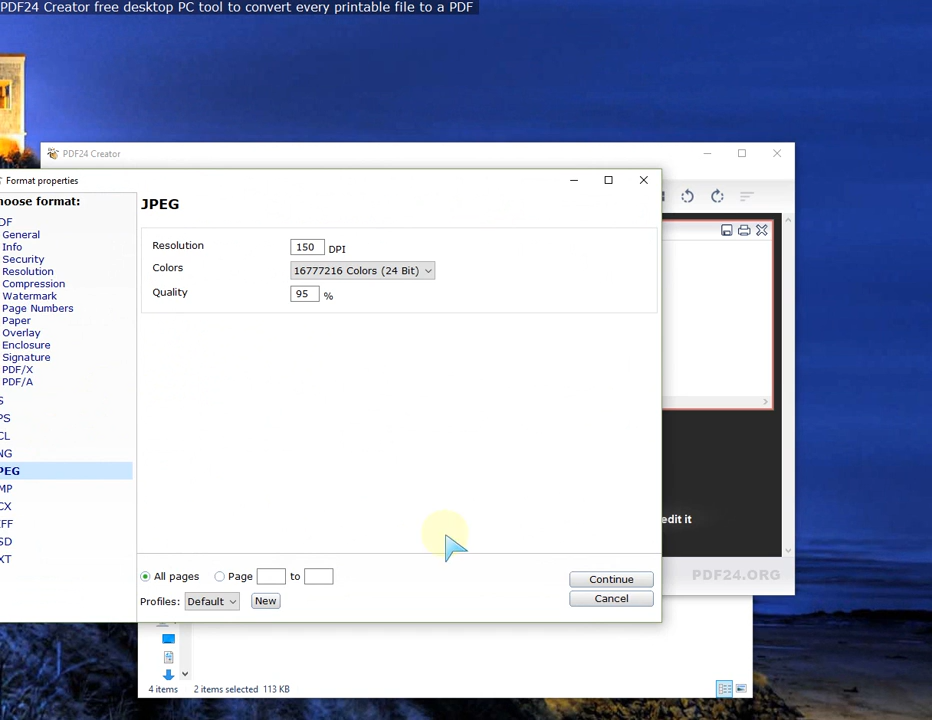 PDF24 Creator free desktop PC tool to convert every printable file to a PDF
PDF24 Creator
Format properties
hoose format:
DF
General
Info
Security
Resolution
Compression
Watermark
Page Numbers
Paper
Overlay
Enclosure
Signature
PDF/X
PDF/A
S
PS
CL
NG
PEG
MP
CX
FF
SD
XT
JPEG
Resolution
150 DPI
Colors
16777216 Colors (24 Bit)
Quality
95 %
All pages
Page
to
Profiles: Default
New
Continue
Cancel
edit it
PDF24.ORG
4 items 2 items selected 113 KB